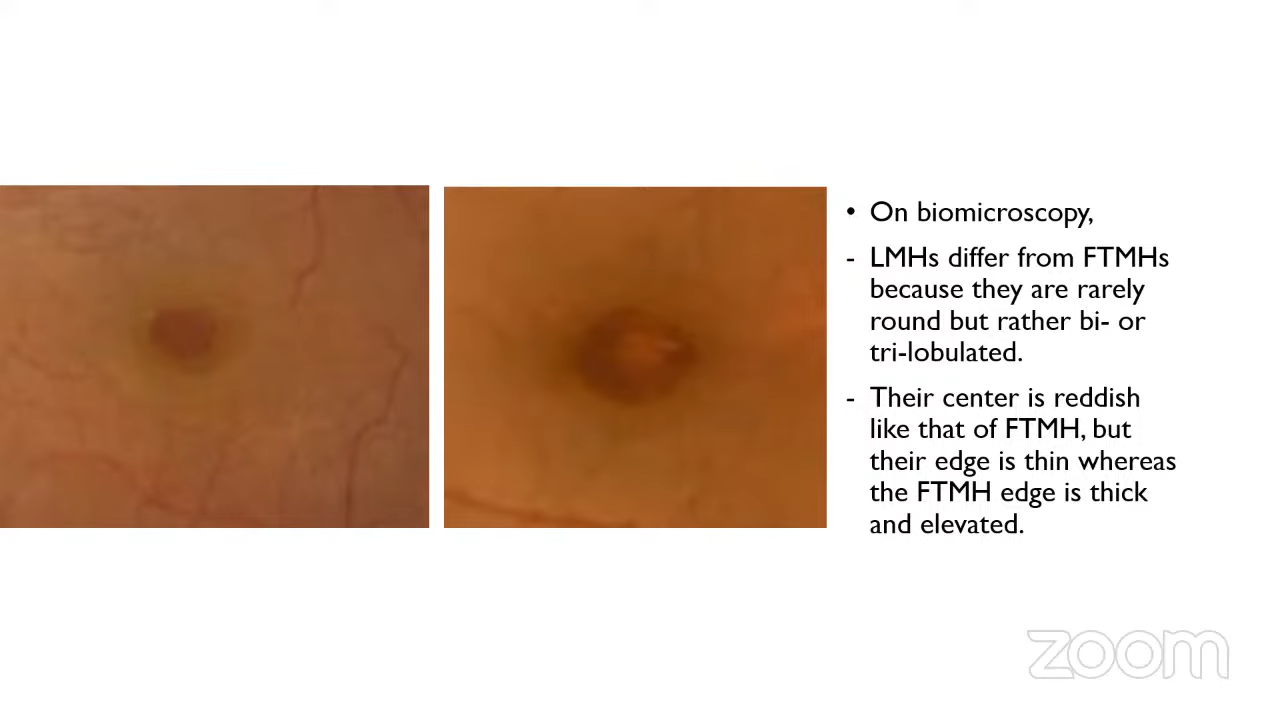 • On biomicroscopy,
- LMHs differ from FTMHs
because they are rarely
round but rather bi- or
tri-lobulated.
- Their center is reddish
like that of FTMH, but
their edge is thin whereas
the FTMH edge is thick
and elevated.
zoom